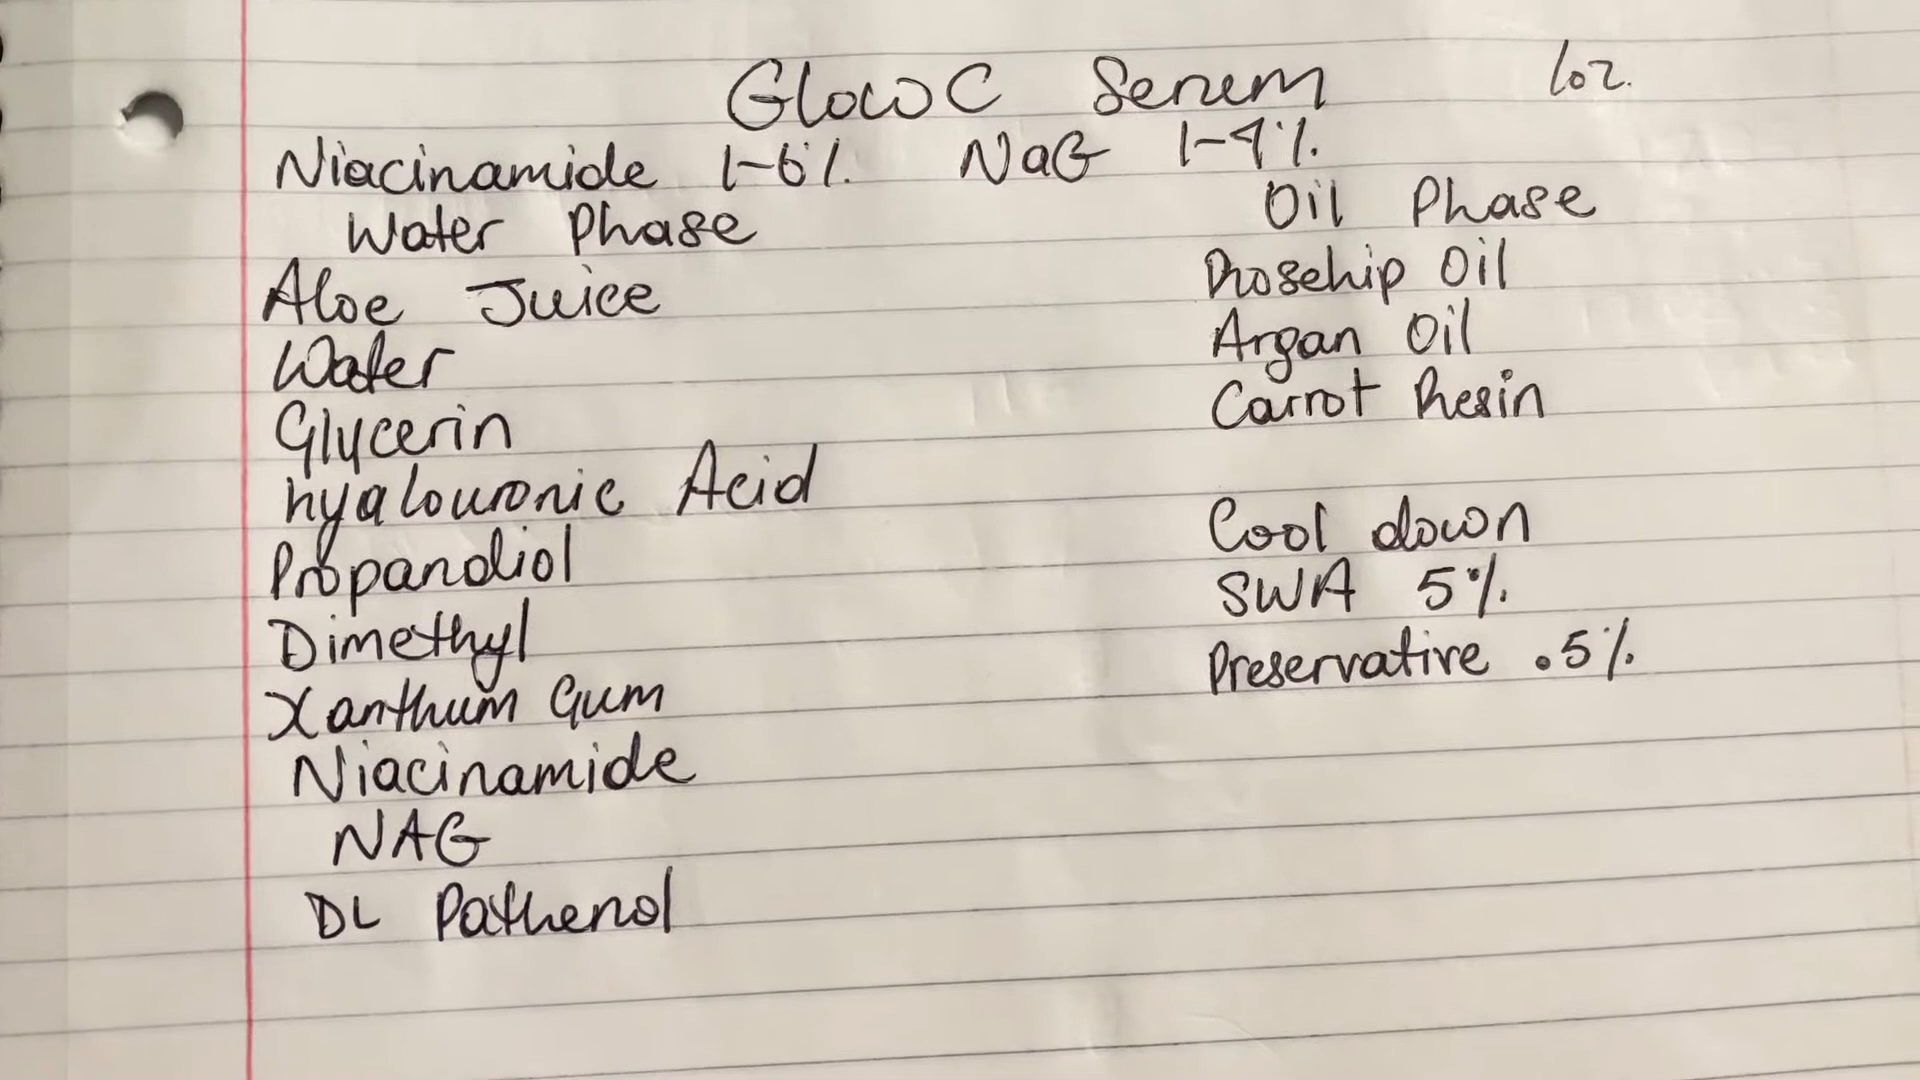 Glow C Serum 1oz.
Niacinamide 1-6% NaG 1-4%
Water Phase
Aloe Juice
Water
Glycerin
hyalouronic Acid
Propandiol
Dimethyl
Xanthum Gum
Niacinamide
NAG
DL Pathenol
Oil Phase
Rosehip Oil
Argan Oil
Carrot Resin
Cool down
SWA 5%
Preservative .5%